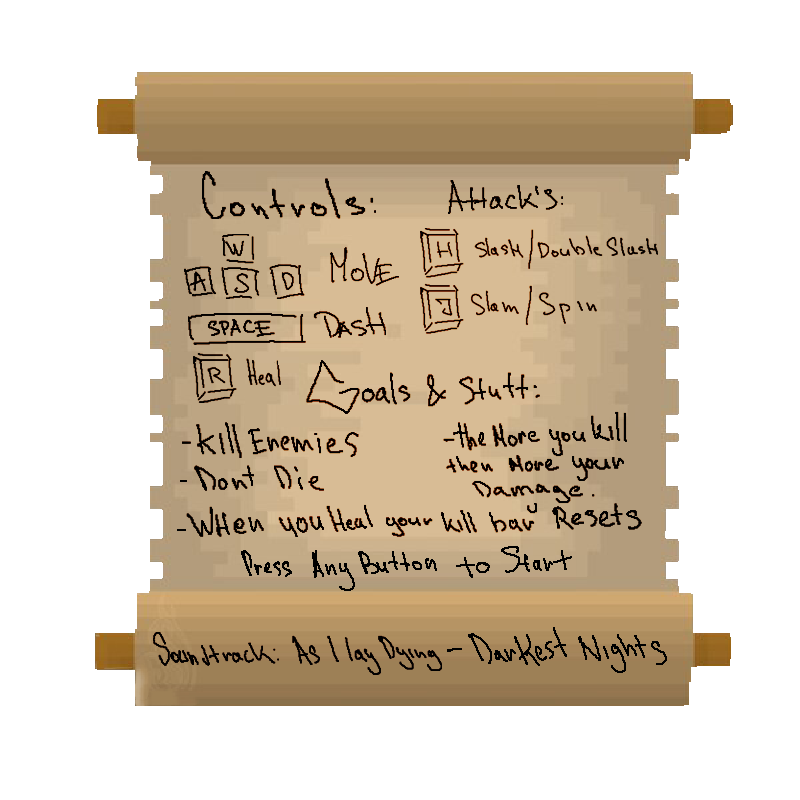 Controls:
Attack's:
W
A S D MOVE
H Slash/Double Slash
J Slam/Spin
SPACE DASH
R Heal
Goals & Stuff:
-Kill Enemies
-the More you kill
then More your
Damage.
- Dont Die
-When you Heal your kill bar Resets
Press Any Button to Start
Soundtrack: As I lay Dying - Darkest Nights